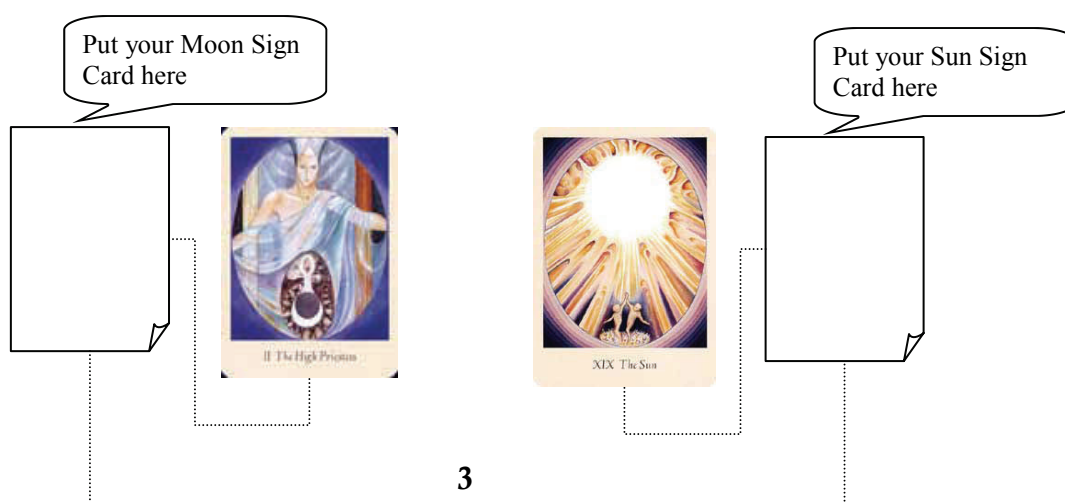 Put your Moon Sign
Card here
Put your Sun Sign
Card here
II The High Priestess
XIX The Sun
3